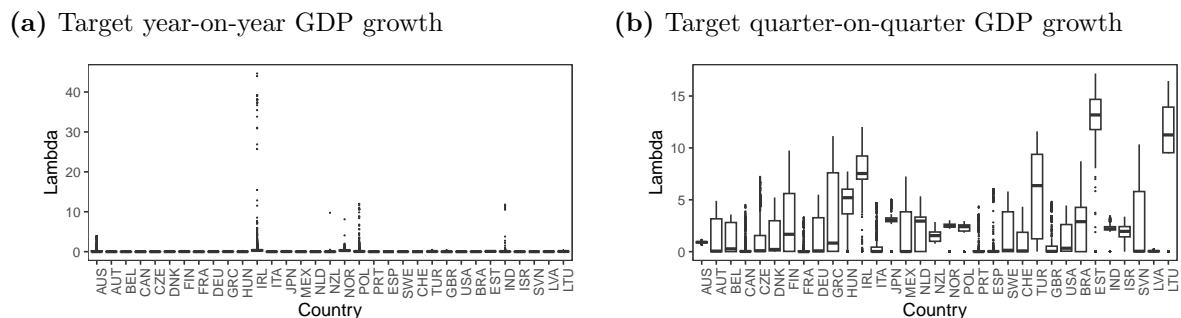 (a) Target year-on-year GDP growth
(b) Target quarter-on-quarter GDP growth
Lambda
40
30
20
10
0
AUS
AUT
BEL
CAN
CZE
DNK
FIN
FRA
DEU
GRC
HUN
IRL
ITA
JPN
MEX
NLD
NZL
NOR
POL
PRT
ESP
SWE
CHE
TUR
GBR
USA
BRA
EST
IND
ISR
SVN
LVA
LTU
Country
Lambda
15
10
5
0
AUS
AUT
BEL
CAN
CZE
DNK
FIN
FRA
DEU
GRC
HUN
IRL
ITA
JPN
MEX
NLD
NZL
NOR
POL
PRT
ESP
SWE
CHE
TUR
GBR
USA
BRA
EST
IND
ISR
SVN
LVA
LTU
Country